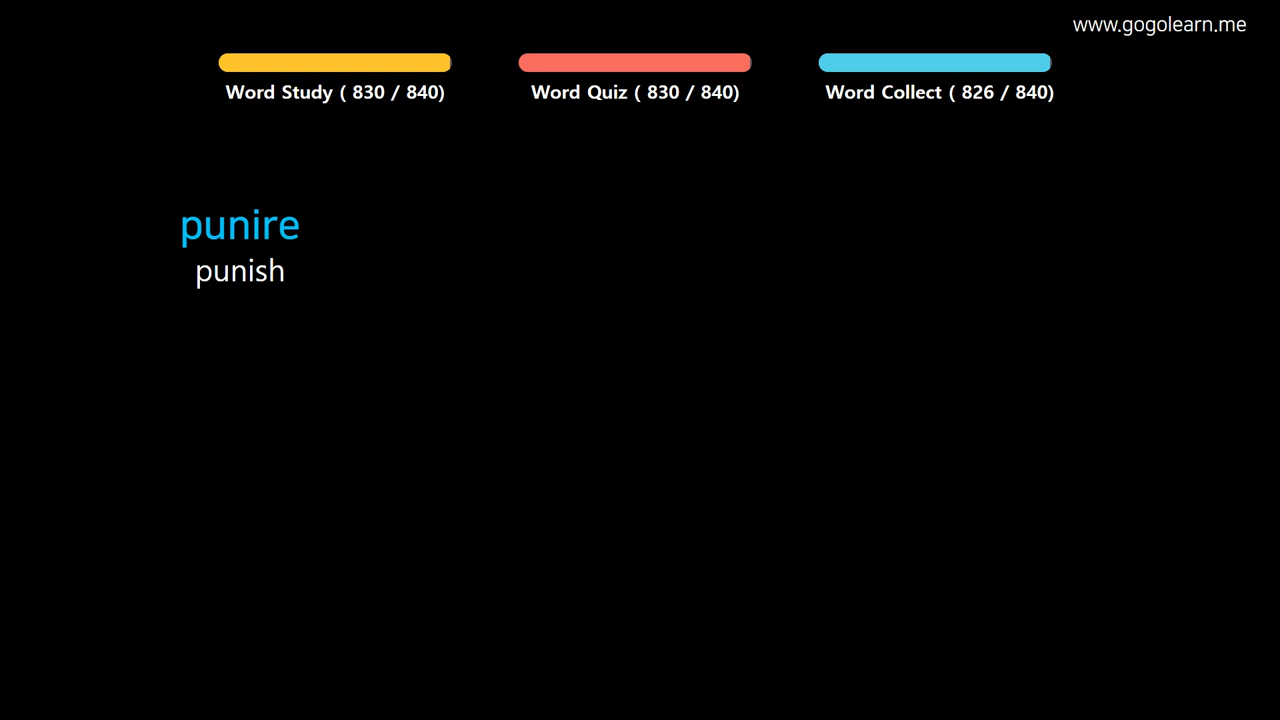 www.gogolearn.me
Word Study ( 830 / 840)
Word Quiz ( 830 / 840)
Word Collect ( 826 / 840)
punire
punish